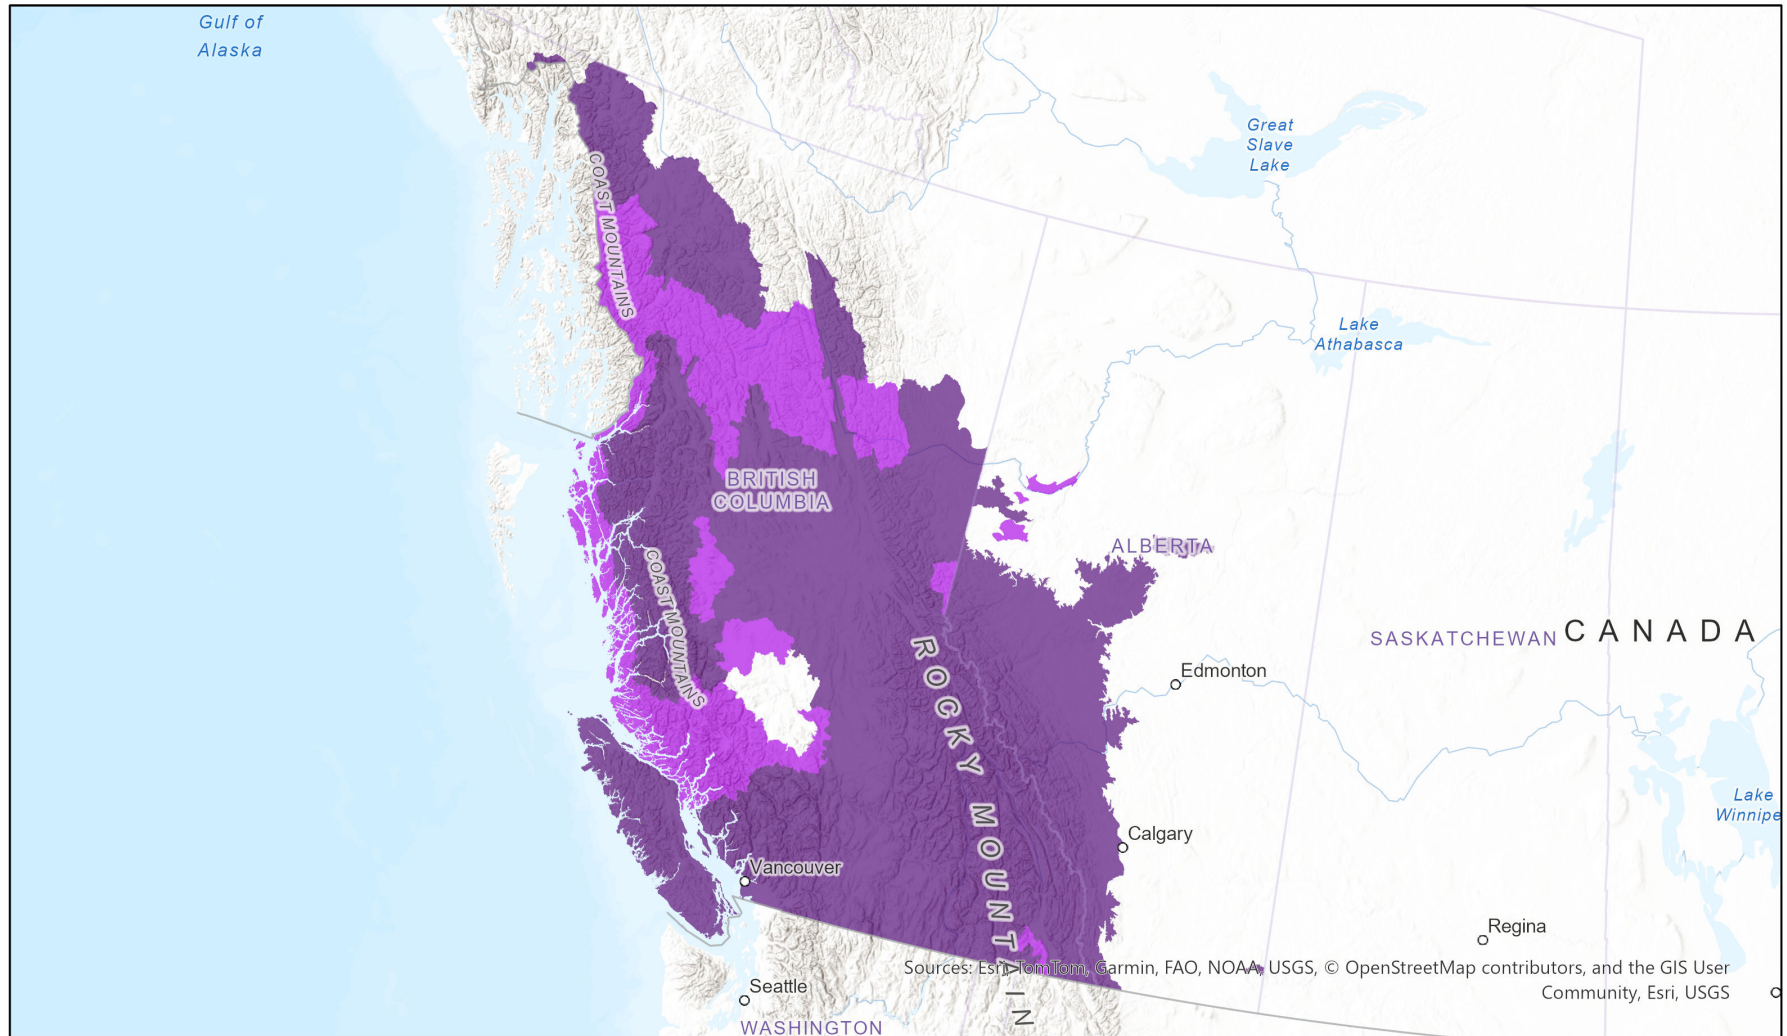 Gulf of
Alaska
Great
Slave
Lake
COAST MOUNTAINS
Lake
Athabasca
BRITISH
COLUMBIA
ALBERTA
COAST MOUNTAINS
SASKATCHEWAN
CANADA
ROCKY MOUNTAIN
Edmonton
Lake
Winnipe
Calgary
Vancouver
Regina
Sources: Esri, TomTom, Garmin, FAO, NOAA, USGS, © OpenStreetMap contributors, and the GIS User
Community, Esri, USGS
Seattle
WASHINGTON